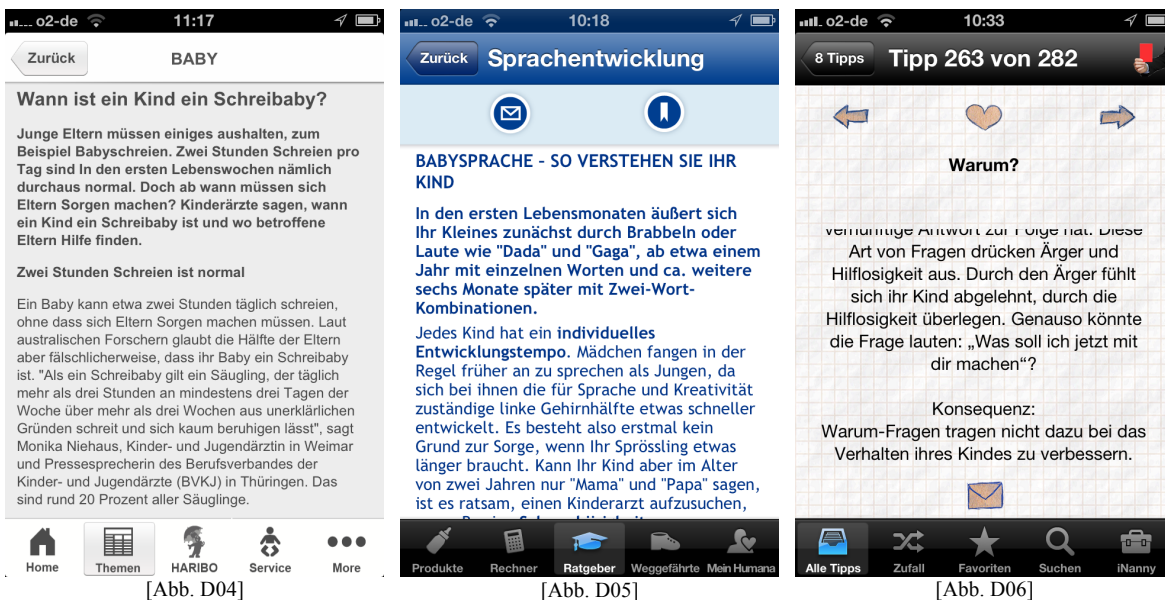 o2-de 11:17
Zurück BABY
Wann ist ein Kind ein Schreibaby?
Junge Eltern müssen einiges aushalten, zum
Beispiel Babyschreien. Zwei Stunden Schreien pro
Tag sind In den ersten Lebenswochen nämlich
durchaus normal. Doch ab wann müssen sich
Eltern Sorgen machen? Kinderärzte sagen, wann
ein Kind ein Schreibaby ist und wo betroffene
Eltern Hilfe finden.
Zwei Stunden Schreien ist normal
Ein Baby kann etwa zwei Stunden täglich schreien,
ohne dass sich Eltern Sorgen machen müssen. Laut
australischen Forschern glaubt die Hälfte der Eltern
aber fälschlicherweise, dass ihr Baby ein Schreibaby
ist. "Als ein Schreibaby gilt ein Säugling, der täglich
mehr als drei Stunden an mindestens drei Tagen der
Woche über mehr als drei Wochen aus unerklärlichen
Gründen schreit und sich kaum beruhigen lässt", sagt
Monika Niehaus, Kinder- und Jugendärztin in Weimar
und Pressesprecherin des Berufsverbandes der
Kinder- und Jugendärzte (BVKJ) in Thüringen. Das
sind rund 20 Prozent aller Säuglinge.
Home Themen HARIBO Service More
[Abb. D04]
o2-de 10:18
Zurück Sprachentwicklung
BABYSPRACHE - SO VERSTEHEN SIE IHR
KIND
In den ersten Lebensmonaten äußert sich
Ihr Kleines zunächst durch Brabbeln oder
Laute wie "Dada" und "Gaga", ab etwa einem
Jahr mit einzelnen Worten und ca. weitere
sechs Monate später mit Zwei-Wort-
Kombinationen.
Jedes Kind hat ein individuelles
Entwicklungstempo. Mädchen fangen in der
Regel früher an zu sprechen als Jungen, da
sich bei ihnen die für Sprache und Kreativität
zuständige linke Gehirnhälfte etwas schneller
entwickelt. Es besteht also erstmal kein
Grund zur Sorge, wenn Ihr Sprössling etwas
länger braucht. Kann Ihr Kind aber im Alter
von zwei Jahren nur "Mama" und "Papa" sagen,
ist es ratsam, einen Kinderarzt aufzusuchen,
Produkte Rechner Ratgeber Weggefährte Mein Humana
[Abb. D05]
o2-de 10:33
8 Tipps Tipp 263 von 282
Warum?
vernünftige Antwort zur Folge hat. Diese
Art von Fragen drücken Ärger und
Hilflosigkeit aus. Durch den Ärger fühlt
sich ihr Kind abgelehnt, durch die
Hilflosigkeit überlegen. Genauso könnte
die Frage lauten: „Was soll ich jetzt mit
dir machen“?
Konsequenz:
Warum-Fragen tragen nicht dazu bei das
Verhalten ihres Kindes zu verbessern.
Alle Tipps Zufall Favoriten Suchen iNanny
[Abb. D06]